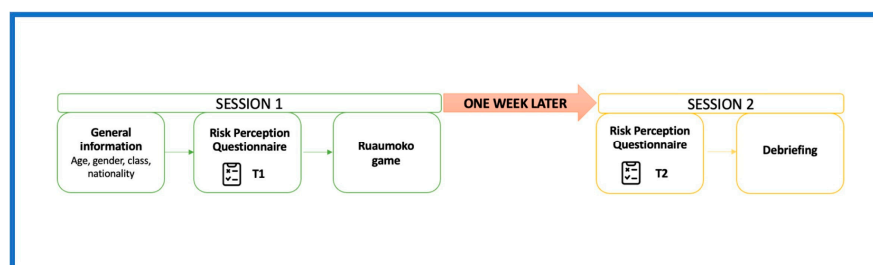 SESSION 1
ONE WEEK LATER
SESSION 2
General
information
Age, gender, class,
nationality
Risk Perception
Questionnaire
T1
Ruaumoko
game
Risk Perception
Questionnaire
T2
Debriefing